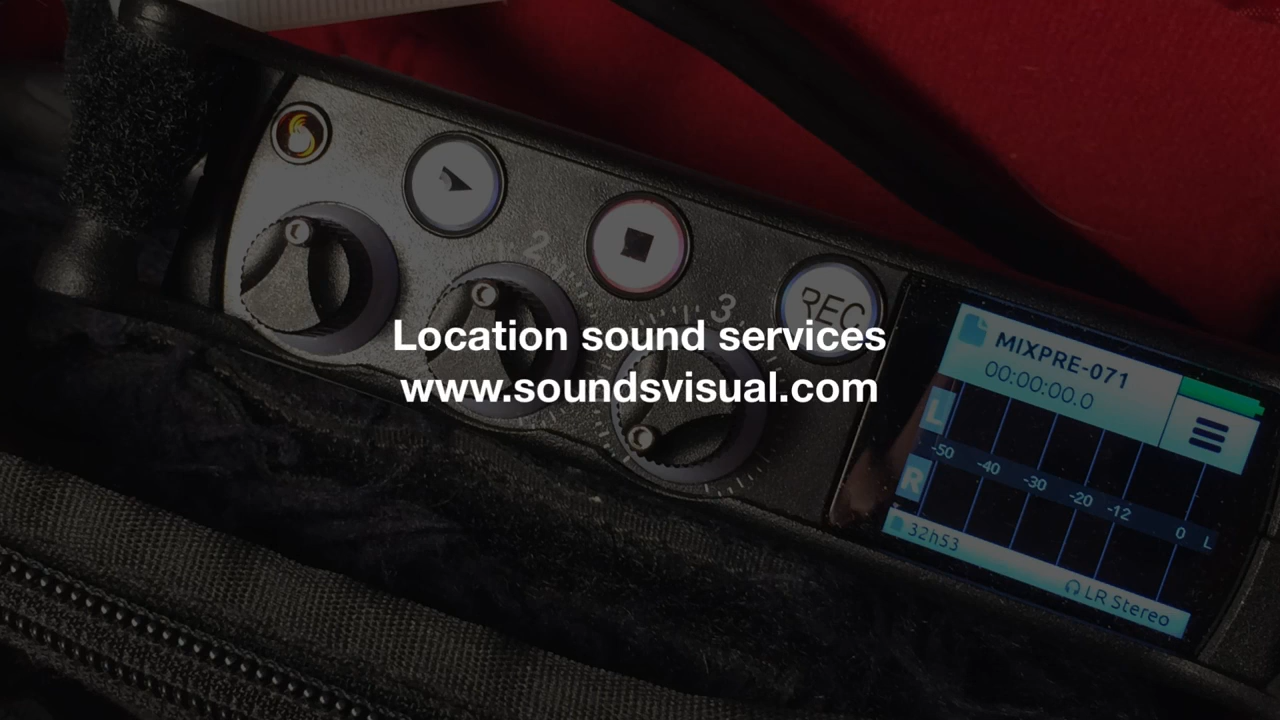 Location sound services
www.soundsvisual.com
2
3
REC
MIXPRE-071
00:00:00.0
L
R
-50 -40 -30 -20 -12 0 L
32h53
LR Stereo